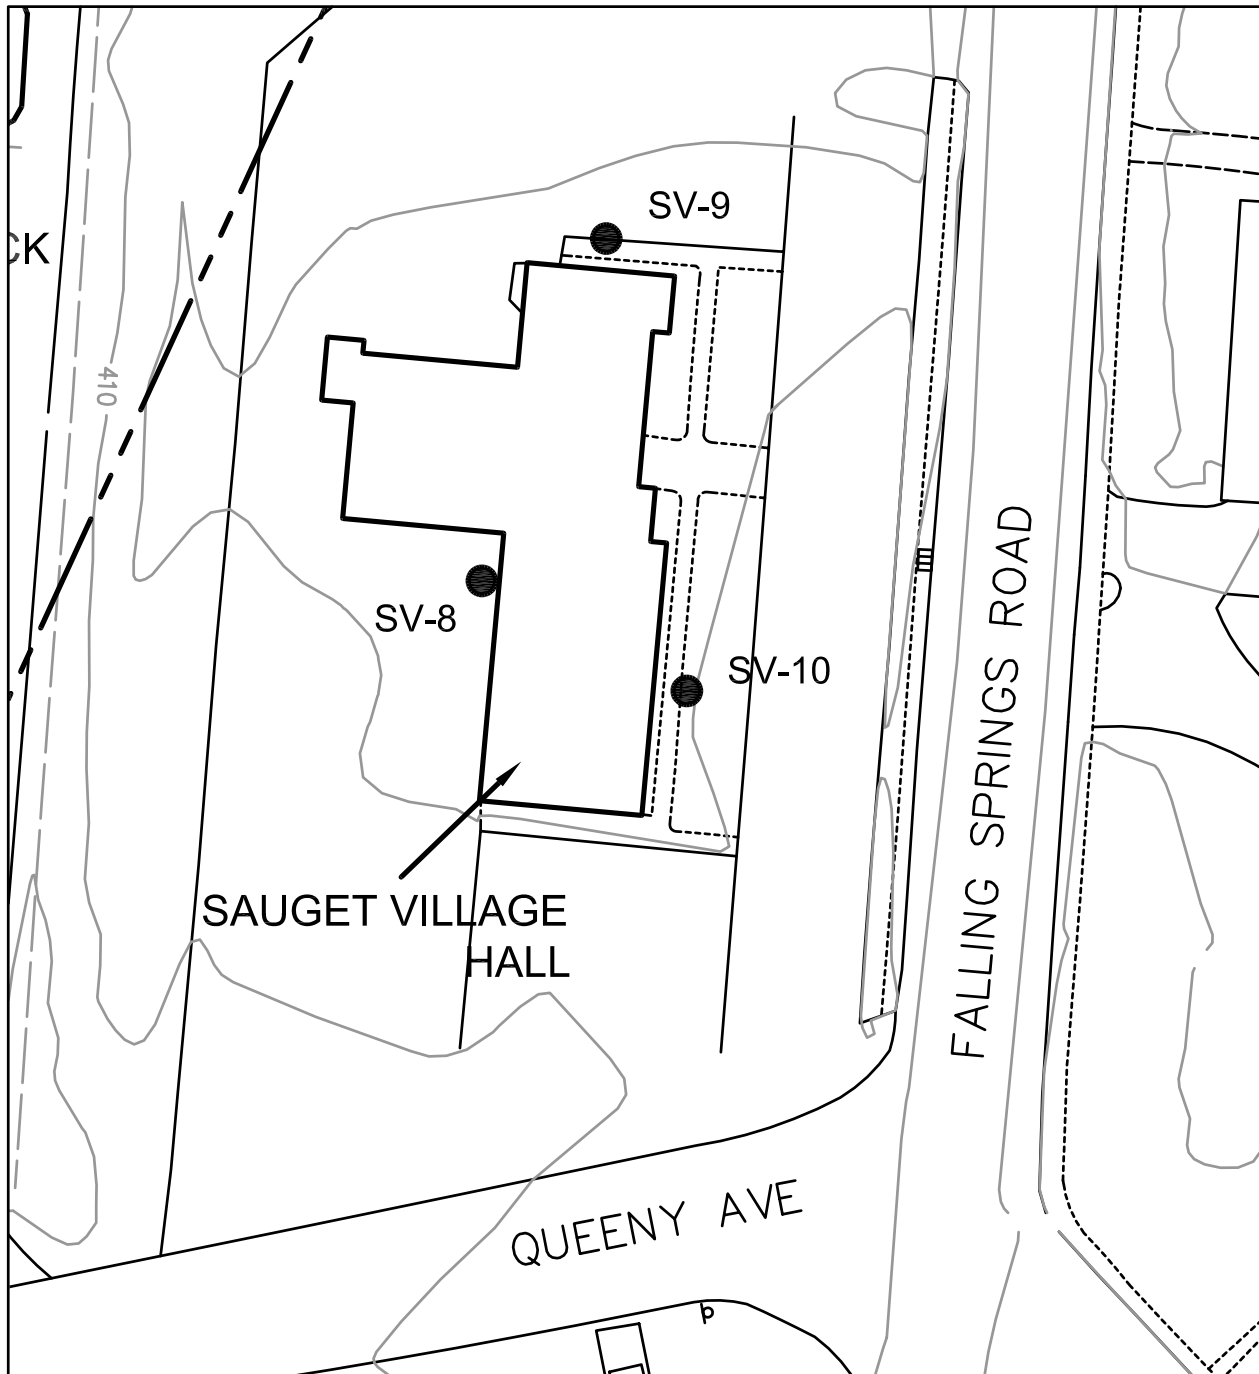 SV-9
CK
410
FALLING SPRINGS ROAD
SV-8
SV-10
SAUGET VILLAGE
HALL
QUEENY AVE